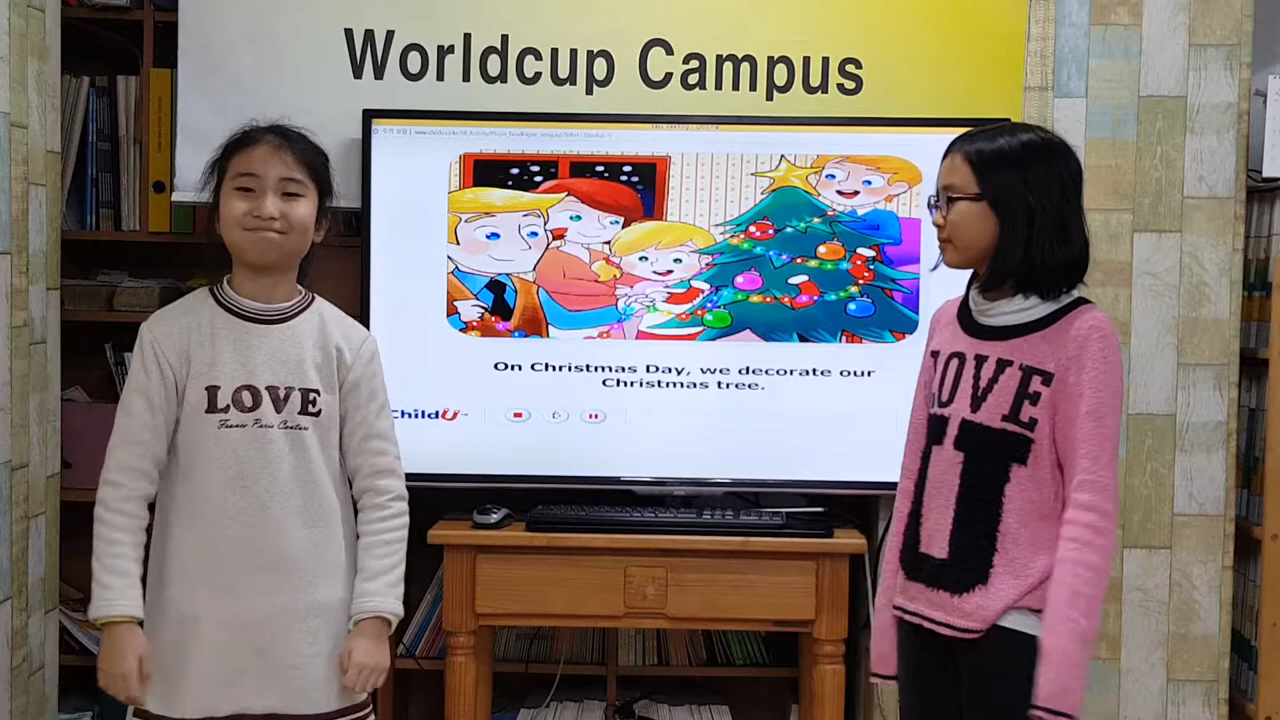 Worldcup Campus
On Christmas Day, we decorate our
Christmas tree.
ChildU
LOVE
LOVE
U